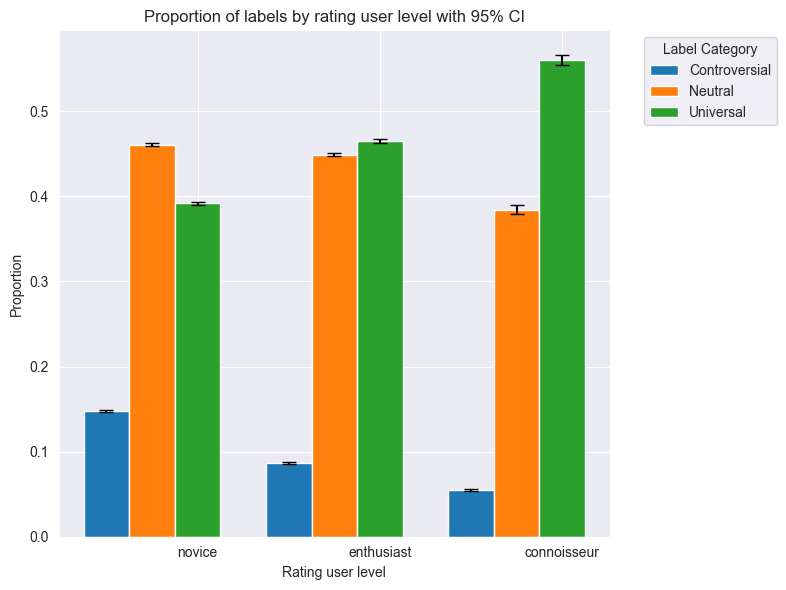 Proportion of labels by rating user level with 95% CI
Label Category
Controversial
Neutral
Universal
Proportion
0.5
0.4
0.3
0.2
0.1
0.0
novice enthusiast connoisseur
Rating user level